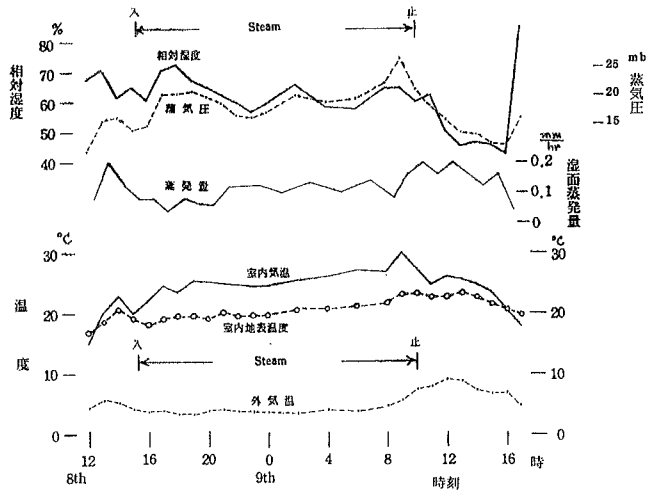 入 止
% Steam
80
相対湿度
70
60
蒸気圧
50
40
相対湿度
25 mb
20
15
蒸気圧
mm/hr
0.2
0.1
0
湿面蒸発量
蒸発量
°C °C
30 30
室内気温
20 20
室内地表温度
入 止
Steam
10 10
外気温
0 0
温度
12 16 20 0 4 8 12 16 時
8th 9th 時刻